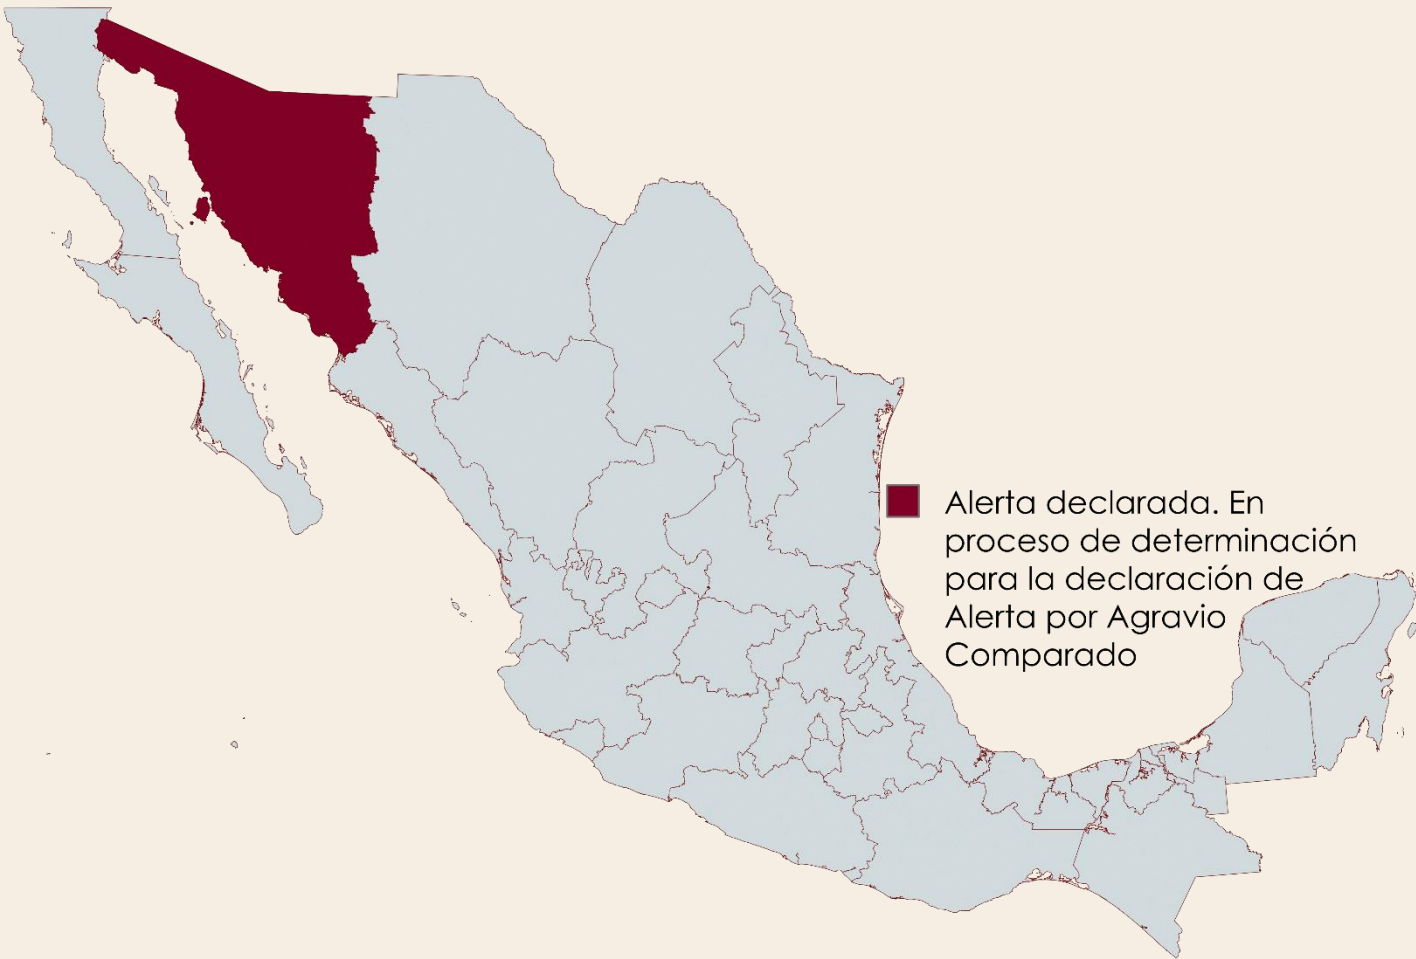 Alerta declarada. En
proceso de determinación
para la declaración de
Alerta por Agravio
Comparado